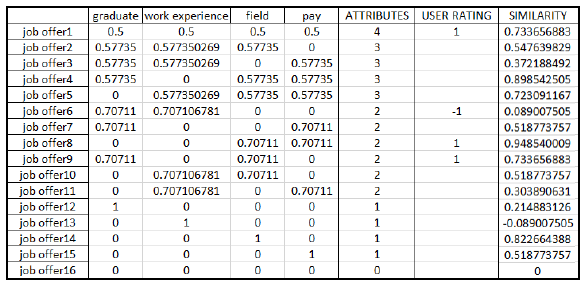 graduate work experience field pay ATTRIBUTES USER RATING SIMILARITY
job offer1 0.5 0.5 0.5 0.5 4 1 0.733656883
job offer2 0.57735 0.577350269 0.57735 0 3 0.547639829
job offer3 0.57735 0.577350269 0 0.57735 3 0.372188492
job offer4 0.57735 0 0.57735 0.57735 3 0.898542505
job offer5 0 0.577350269 0.57735 0.57735 3 0.723091167
job offer6 0.70711 0.707106781 0 0 2 -1 0.089007505
job offer7 0.70711 0 0 0.70711 2 0.518773757
job offer8 0 0 0.70711 0.70711 2 1 0.948540009
job offer9 0.70711 0 0.70711 0 2 1 0.733656883
job offer10 0 0.707106781 0.70711 0 2 0.518773757
job offer11 0 0.707106781 0 0.70711 2 0.303890631
job offer12 1 0 0 0 1 0.214883126
job offer13 0 1 0 0 1 -0.089007505
job offer14 0 0 1 0 1 0.822664388
job offer15 0 0 0 1 1 0.518773757
job offer16 0 0 0 0 0 0